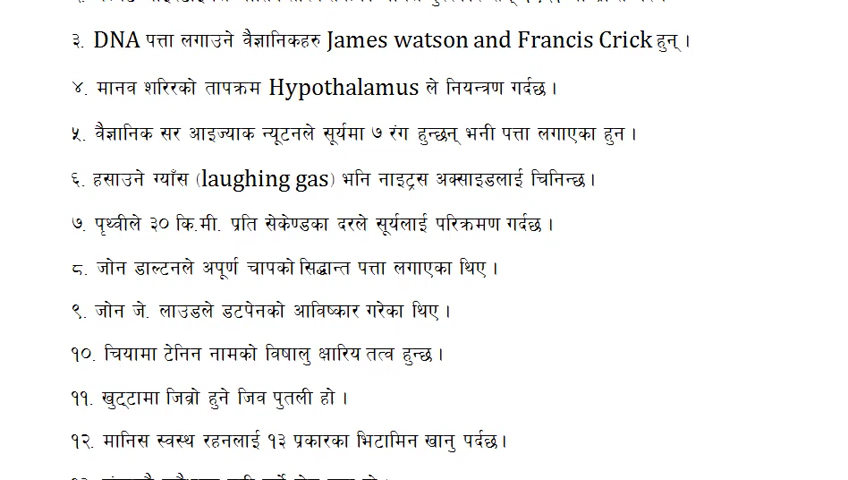 ३. DNA पत्ता लगाउने वैज्ञानिकहरु James watson and Francis Crick हुन् ।
४. मानव शरिरको तापक्रम Hypothalamus ले नियन्त्रण गर्दछ ।
५. वैज्ञानिक सर आइज्याक न्यूटनले सूर्यमा ७ रंग हुन्छन् भनी पत्ता लगाएका हुन ।
६. हसाउने ग्याँस (laughing gas) भनि नाइट्रस अक्साइडलाई चिनिन्छ ।
७. पृथ्वीले ३० कि.मी. प्रति सेकेण्डका दरले सूर्यलाई परिक्रमण गर्दछ ।
८. जोन डाल्टनले अपूर्ण चापको सिद्धान्त पत्ता लगाएका थिए ।
९. जोन जे. लाउडले डटपेनको आविष्कार गरेका थिए ।
१०. चियामा टेनिन नामको विषालु क्षारिय तत्व हुन्छ ।
११. खुट्टामा जिब्रो हुने जिव पुतली हो ।
१२. मानिस स्वस्थ रहनलाई १३ प्रकारका भिटामिन खानु पर्दछ ।